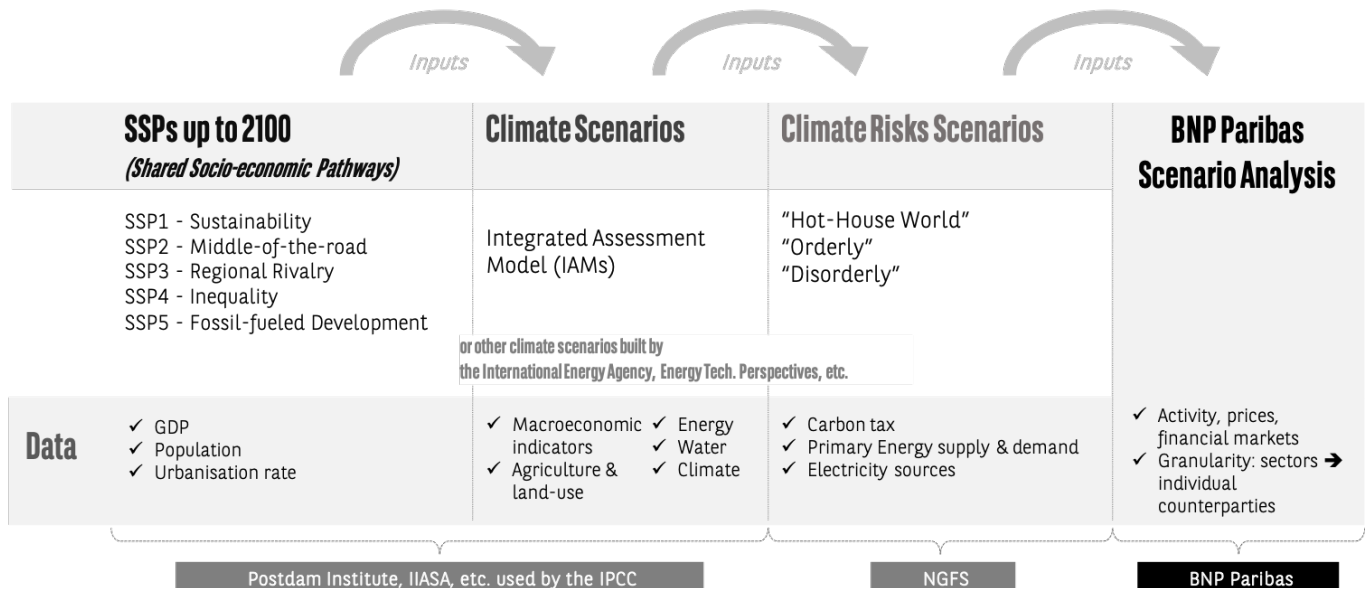 Inputs
Inputs
Inputs
SSPs up to 2100
(Shared Socio-economic Pathways)
Climate Scenarios
Climate Risks Scenarios
BNP Paribas
Scenario Analysis
SSP1 - Sustainability
SSP2 - Middle-of-the-road
SSP3 - Regional Rivalry
SSP4 - Inequality
SSP5 - Fossil-fueled Development
Integrated Assessment
Model (IAMs)
"Hot-House World"
"Orderly"
"Disorderly"
or other climate scenarios built by
the International Energy Agency, Energy Tech. Perspectives, etc.
Data
✓ GDP
✓ Population
✓ Urbanisation rate
✓ Macroeconomic
indicators
✓ Agriculture &
land-use
✓ Energy
✓ Water
✓ Climate
✓ Carbon tax
✓ Primary Energy supply & demand
✓ Electricity sources
✓ Activity, prices,
financial markets
✓ Granularity: sectors ➔
individual
counterparties
Postdam Institute, IIASA, etc. used by the IPCC
NGFS
BNP Paribas